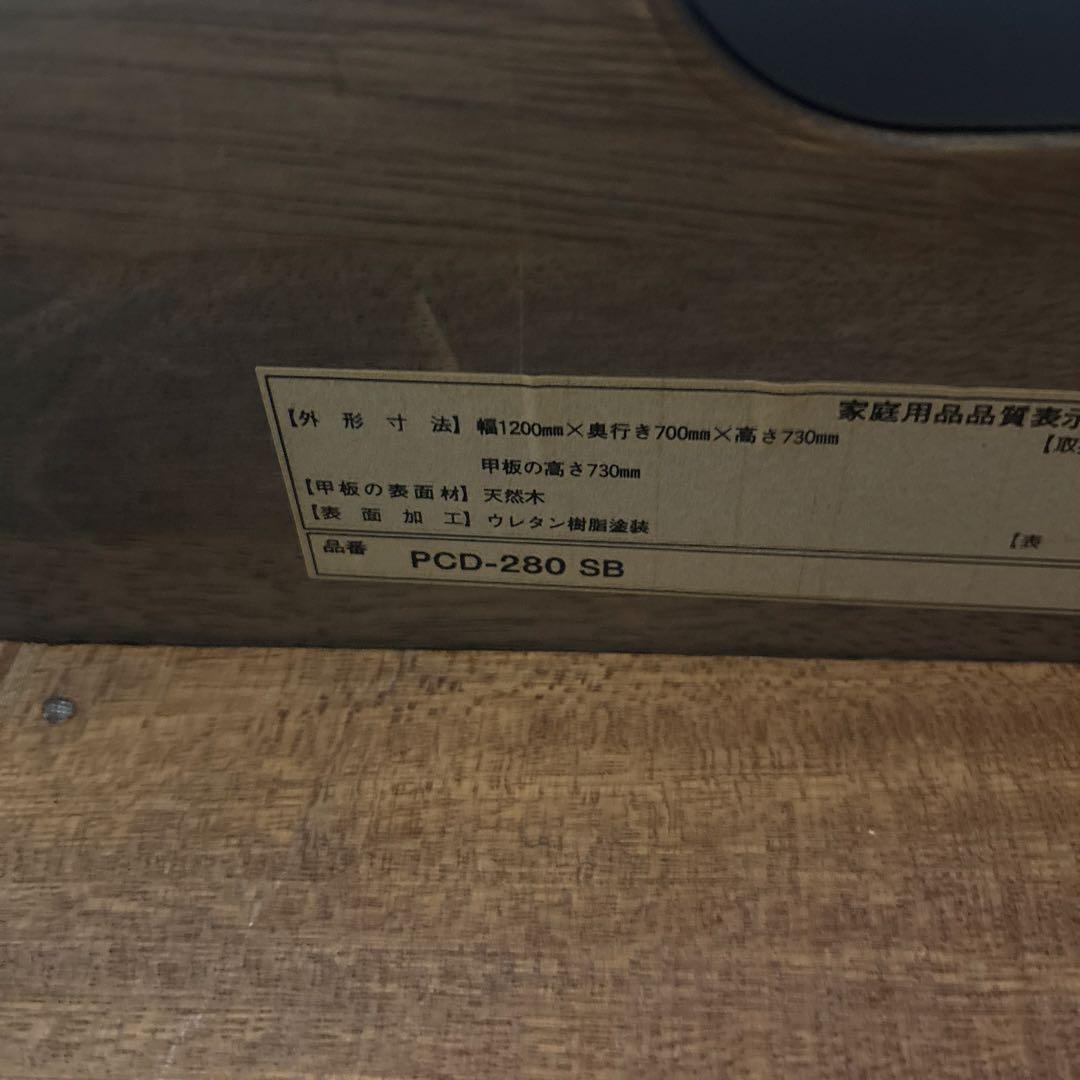 家庭用品品質表示
【外形寸法】 幅1200mm×奥行き700mm×高さ730mm
【取
甲板の高さ730mm
【甲板の表面材】 天然木
【表面加工】 ウレタン樹脂塗装
【表
品番 PCD-280 SB